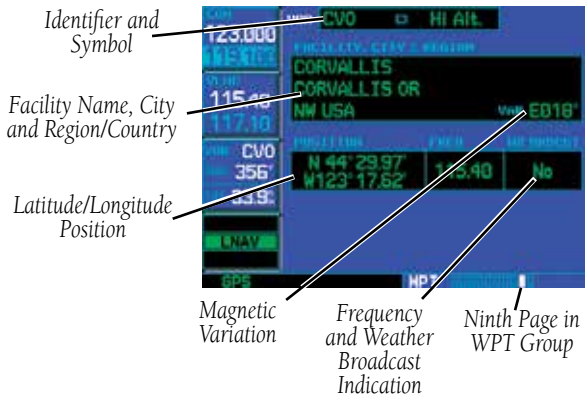 Identifier and
Symbol
Facility Name, City
and Region/Country
Latitude/Longitude
Position
COM
123.000
CVO HI Alt.
FACILITY, CITY & REGION
CORVALLIS
CORVALLIS OR
NW USA E018°
VLOC
115.40
117.10
POSITION FREQ
N 44°29.97'
W123°17.62'
115.40
No
CVO
356°
LNAV
GPS
WPT
Magnetic
Variation
Frequency
and Weather
Broadcast
Indication
Ninth Page in
WPT Group